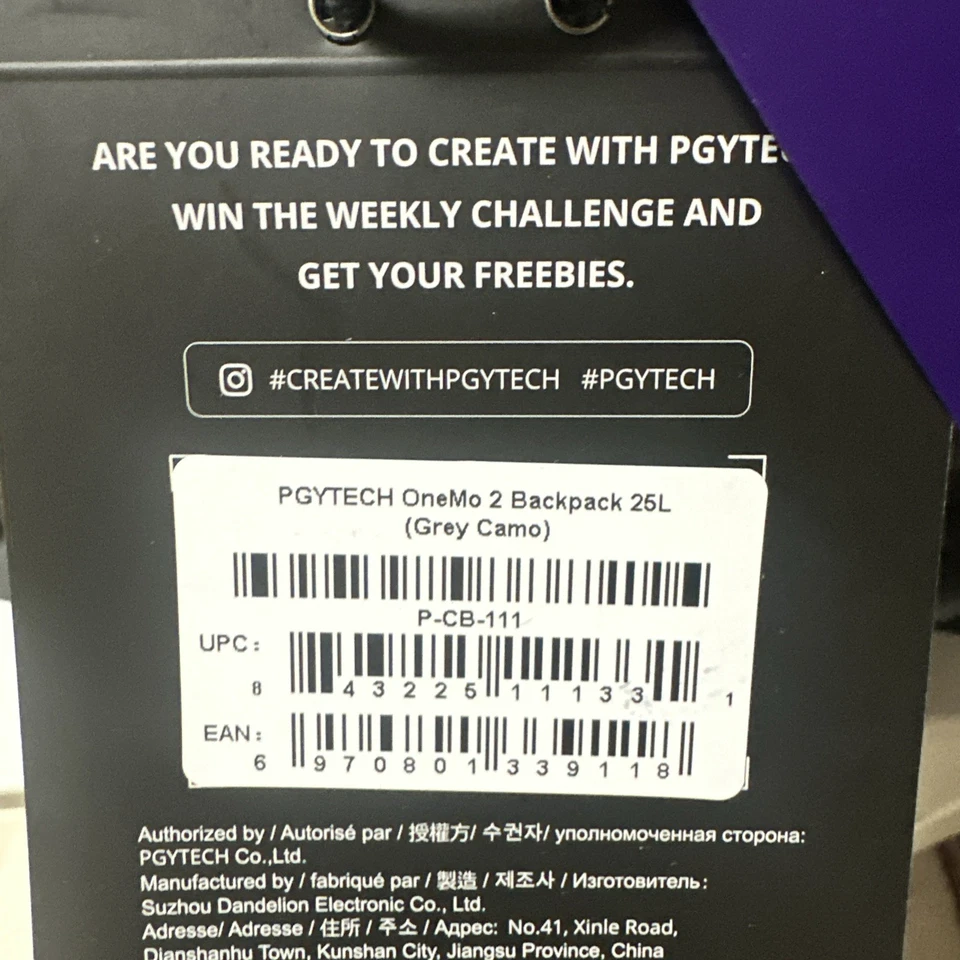 ARE YOU READY TO CREATE WITH
WIN THE WEEKLY CHALLENGE AND
GET YOUR FREEBIES.
#CREATEWITHPGYTECH #PGYTECH
PGYTECH OneMo 2 Backpack 25L
(Grey Camo)
P-CB-111
UPC:
8 43225 11133 1
EAN:
6 970801 339118
Authorized by / Autorisé par / 授權方/ 수권자/ уполномоченная сторона:
PGYTECH Co.,Ltd.
Manufactured by / fabriqué par / 製造 / 제조사 / Изготовитель:
Suzhou Dandelion Electronic Co., Ltd.
Adresse/ Adresse / 住所 / 주소 / Адрес: No.41, Xinle Road,
Dianshanhu Town, Kunshan City, Jiangsu Province, China